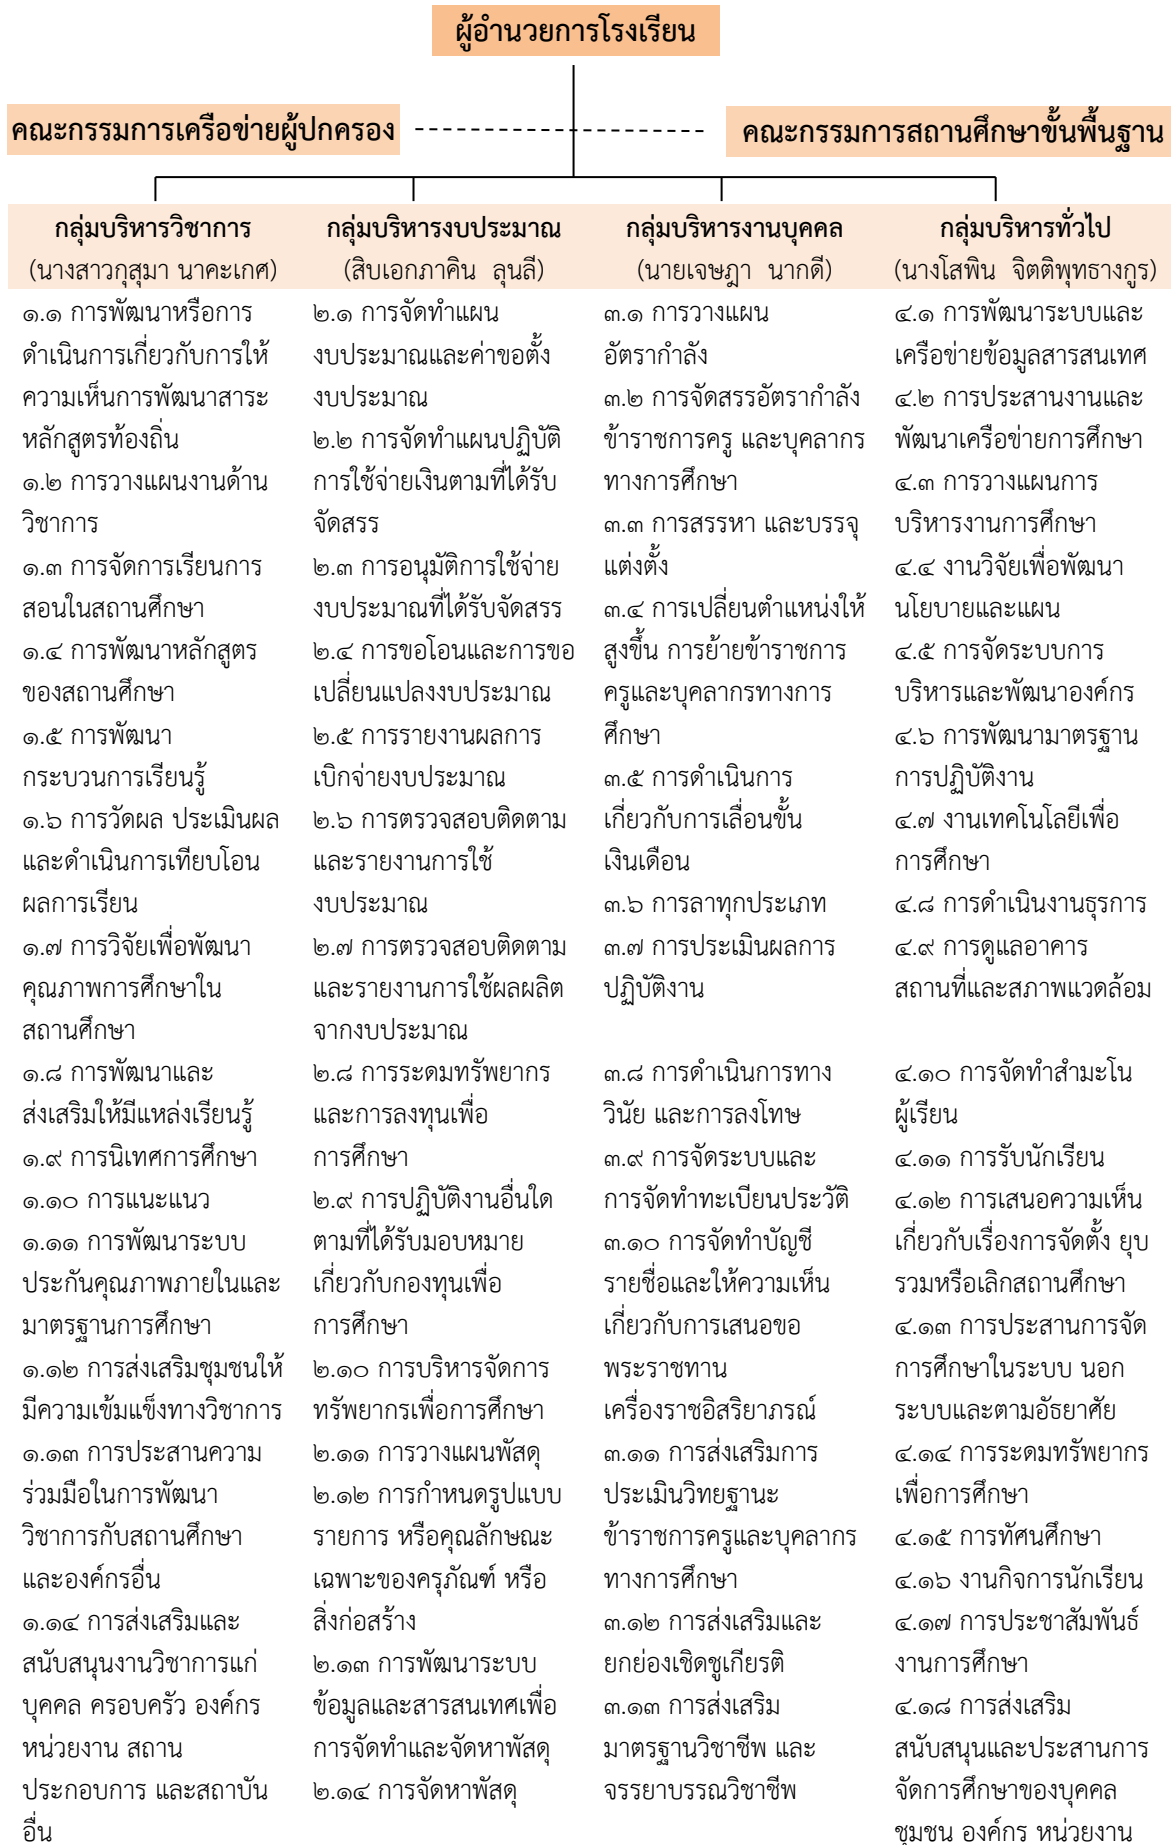 ผู้อำนวยการโรงเรียน
คณะกรรมการเครือข่ายผู้ปกครอง
คณะกรรมการสถานศึกษาขั้นพื้นฐาน
กลุ่มบริหารวิชาการ
(นางสาวกุสุมา นาคะเกศ)
๑.๑ การพัฒนาหรือการ
ดำเนินการเกี่ยวกับการให้
ความเห็นการพัฒนาสาระ
หลักสูตรท้องถิ่น
๑.๒ การวางแผนงานด้าน
วิชาการ
๑.๓ การจัดการเรียนการ
สอนในสถานศึกษา
๑.๔ การพัฒนาหลักสูตร
ของสถานศึกษา
๑.๕ การพัฒนา
กระบวนการเรียนรู้
๑.๖ การวัดผล ประเมินผล
และดำเนินการเทียบโอน
ผลการเรียน
๑.๗ การวิจัยเพื่อพัฒนา
คุณภาพการศึกษาใน
สถานศึกษา
๑.๘ การพัฒนาและ
ส่งเสริมให้มีแหล่งเรียนรู้
๑.๙ การนิเทศการศึกษา
๑.๑๐ การแนะแนว
๑.๑๑ การพัฒนาระบบ
ประกันคุณภาพภายในและ
มาตรฐานการศึกษา
๑.๑๒ การส่งเสริมชุมชนให้
มีความเข้มแข็งทางวิชาการ
๑.๑๓ การประสานความ
ร่วมมือในการพัฒนา
วิชาการกับสถานศึกษา
และองค์กรอื่น
๑.๑๔ การส่งเสริมและ
สนับสนุนงานวิชาการแก่
บุคคล ครอบครัว องค์กร
หน่วยงาน สถาน
ประกอบการ และสถาบัน
อื่น
กลุ่มบริหารงบประมาณ
(สิบเอกภาคิน ลุนลี)
๒.๑ การจัดทำแผน
งบประมาณและค่าขอตั้ง
งบประมาณ
๒.๒ การจัดทำแผนปฏิบัติ
การใช้จ่ายเงินตามที่ได้รับ
จัดสรร
๒.๓ การอนุมัติการใช้จ่าย
งบประมาณที่ได้รับจัดสรร
๒.๔ การขอโอนและการขอ
เปลี่ยนแปลงงบประมาณ
๒.๕ การรายงานผลการ
เบิกจ่ายงบประมาณ
๒.๖ การตรวจสอบติดตาม
และรายงานการใช้
งบประมาณ
๒.๗ การตรวจสอบติดตาม
และรายงานการใช้ผลผลิต
จากงบประมาณ
๒.๘ การระดมทรัพยากร
และการลงทุนเพื่อ
การศึกษา
๒.๙ การปฏิบัติงานอื่นใด
ตามที่ได้รับมอบหมาย
เกี่ยวกับกองทุนเพื่อ
การศึกษา
๒.๑๐ การบริหารจัดการ
ทรัพยากรเพื่อการศึกษา
๒.๑๑ การวางแผนพัสดุ
๒.๑๒ การกำหนดรูปแบบ
รายการ หรือคุณลักษณะ
เฉพาะของครุภัณฑ์ หรือ
สิ่งก่อสร้าง
๒.๑๓ การพัฒนาระบบ
ข้อมูลและสารสนเทศเพื่อ
การจัดทำและจัดหาพัสดุ
๒.๑๔ การจัดหาพัสดุ
กลุ่มบริหารงานบุคคล
(นายเจษฎา นากดี)
๓.๑ การวางแผน
อัตรากำลัง
๓.๒ การจัดสรรอัตรากำลัง
ข้าราชการครู และบุคลากร
ทางการศึกษา
๓.๓ การสรรหา และบรรจุ
แต่งตั้ง
๓.๔ การเปลี่ยนตำแหน่งให้
สูงขึ้น การย้ายข้าราชการ
ครูและบุคลากรทางการ
ศึกษา
๓.๕ การดำเนินการ
เกี่ยวกับการเลื่อนขั้น
เงินเดือน
๓.๖ การลาทุกประเภท
๓.๗ การประเมินผลการ
ปฏิบัติงาน
๓.๘ การดำเนินการทาง
วินัย และการลงโทษ
๓.๙ การจัดระบบและ
การจัดทำทะเบียนประวัติ
๓.๑๐ การจัดทำบัญชี
รายชื่อและให้ความเห็น
เกี่ยวกับการเสนอขอ
พระราชทาน
เครื่องราชอิสริยาภรณ์
๓.๑๑ การส่งเสริมการ
ประเมินวิทยฐานะ
ข้าราชการครูและบุคลากร
ทางการศึกษา
๓.๑๒ การส่งเสริมและ
ยกย่องเชิดชูเกียรติ
๓.๑๓ การส่งเสริม
มาตรฐานวิชาชีพ และ
จรรยาบรรณวิชาชีพ
กลุ่มบริหารทั่วไป
(นางโสพิน จิตติพุทธางกูร)
๔.๑ การพัฒนาระบบและ
เครือข่ายข้อมูลสารสนเทศ
๔.๒ การประสานงานและ
พัฒนาเครือข่ายการศึกษา
๔.๓ การวางแผนการ
บริหารงานการศึกษา
๔.๔ งานวิจัยเพื่อพัฒนา
นโยบายและแผน
๔.๕ การจัดระบบการ
บริหารและพัฒนาองค์กร
๔.๖ การพัฒนามาตรฐาน
การปฏิบัติงาน
๔.๗ งานเทคโนโลยีเพื่อ
การศึกษา
๔.๘ การดำเนินงานธุรการ
๔.๙ การดูแลอาคาร
สถานที่และสภาพแวดล้อม
๔.๑๐ การจัดทำสำมะโน
ผู้เรียน
๔.๑๑ การรับนักเรียน
๔.๑๒ การเสนอความเห็น
เกี่ยวกับเรื่องการจัดตั้ง ยุบ
รวมหรือเลิกสถานศึกษา
๔.๑๓ การประสานการจัด
การศึกษาในระบบ นอก
ระบบและตามอัธยาศัย
๔.๑๔ การระดมทรัพยากร
เพื่อการศึกษา
๔.๑๕ การทัศนศึกษา
๔.๑๖ งานกิจการนักเรียน
๔.๑๗ การประชาสัมพันธ์
งานการศึกษา
๔.๑๘ การส่งเสริม
สนับสนุนและประสานการ
จัดการศึกษาของบุคคล
ชุมชน องค์กร หน่วยงาน